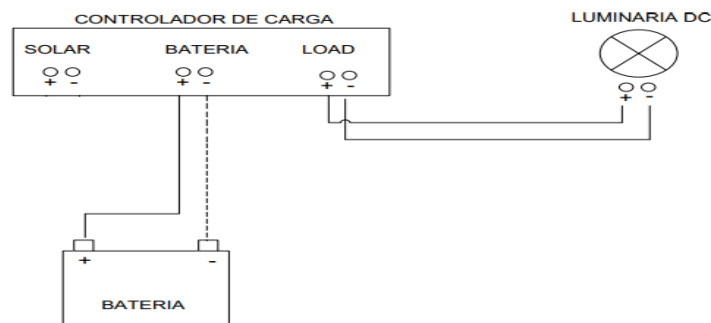 CONTROLADOR DE CARGA
LUMINARIA DC
SOLAR BATERIA LOAD
+ - + - + -
+ -
+ -
BATERIA